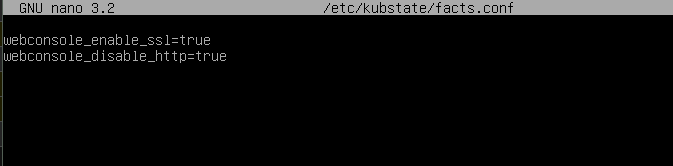 GNU nano 3.2 /etc/kubstate/facts.conf
webconsole_enable_ssl=true
webconsole_disable_http=true